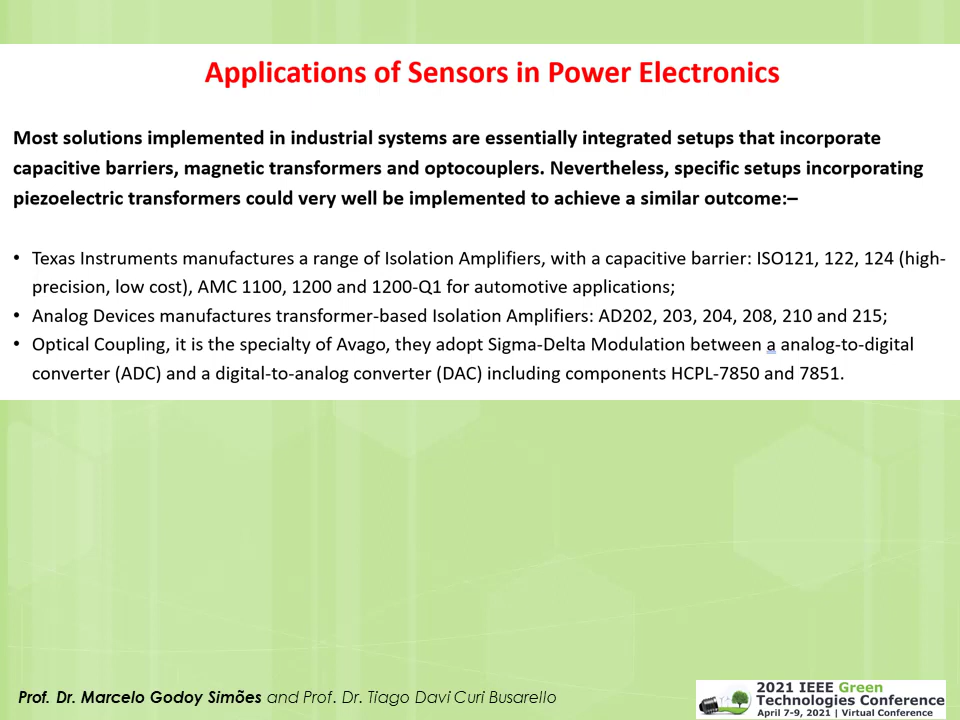 Applications of Sensors in Power Electronics
Most solutions implemented in industrial systems are essentially integrated setups that incorporate
capacitive barriers, magnetic transformers and optocouplers. Nevertheless, specific setups incorporating
piezoelectric transformers could very well be implemented to achieve a similar outcome:–
• Texas Instruments manufactures a range of Isolation Amplifiers, with a capacitive barrier: ISO121, 122, 124 (high-
precision, low cost), AMC 1100, 1200 and 1200-Q1 for automotive applications;
• Analog Devices manufactures transformer-based Isolation Amplifiers: AD202, 203, 204, 208, 210 and 215;
• Optical Coupling, it is the specialty of Avago, they adopt Sigma-Delta Modulation between a analog-to-digital
converter (ADC) and a digital-to-analog converter (DAC) including components HCPL-7850 and 7851.
Prof. Dr. Marcelo Godoy Simões and Prof. Dr. Tiago Davi Curi Busarello
2021 IEEE Green
Technologies Conference
April 7-9, 2021 | Virtual Conference